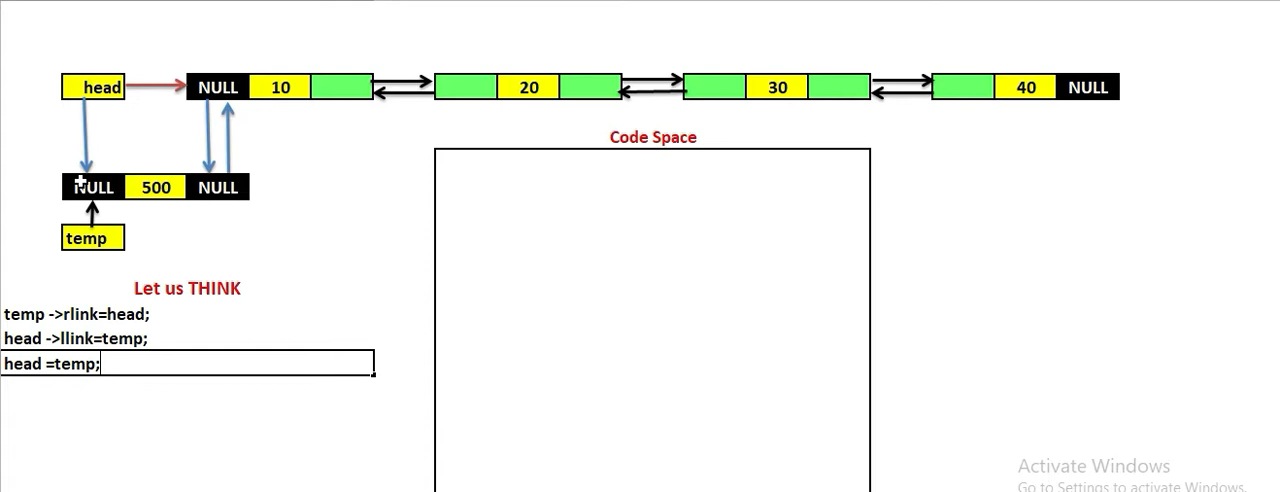 head NULL 10 20 30 40 NULL
Code Space
NULL 500 NULL
temp
Let us THINK
temp ->rlink=head;
head ->llink=temp;
head =temp;
Activate Windows
Go to Settings to activate Windows.